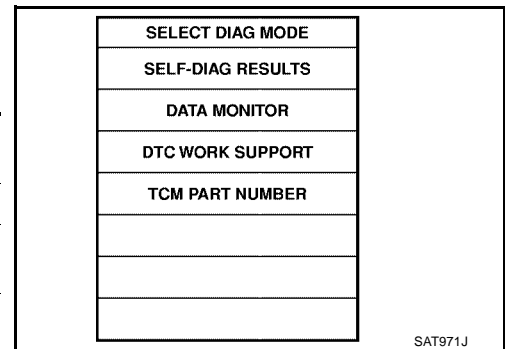 SELECT DIAG MODE
SELF-DIAG RESULTS
DATA MONITOR
DTC WORK SUPPORT
TCM PART NUMBER
SAT971J